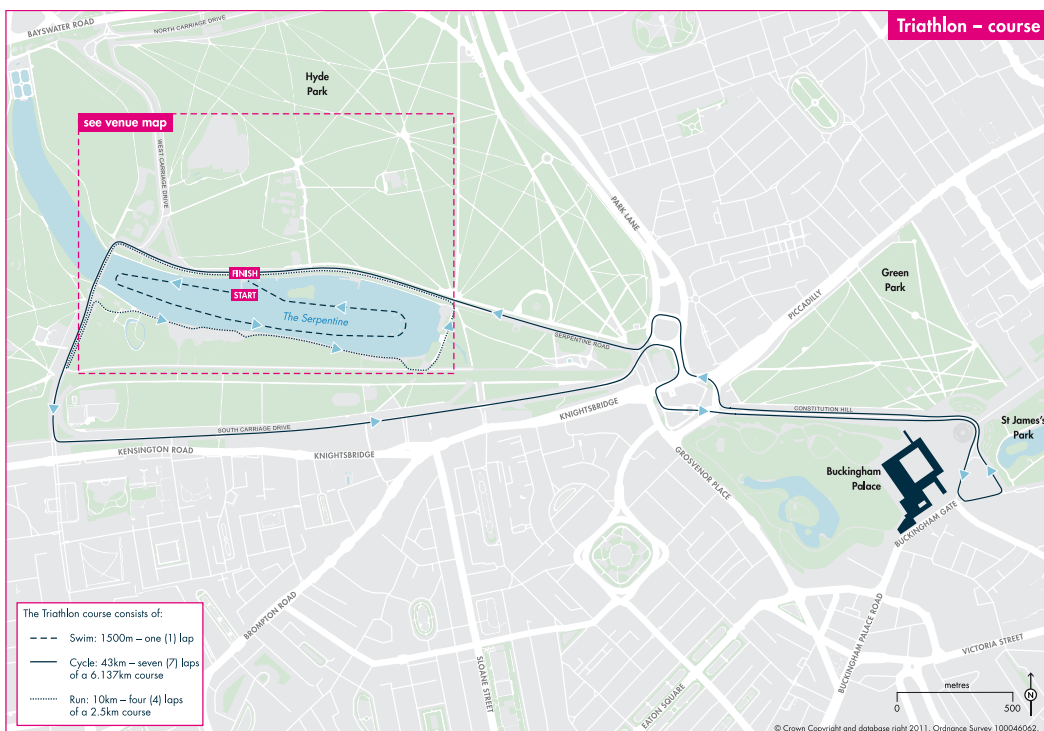 Triathlon – course
BAYSWATER ROAD
NORTH CARRIAGE DRIVE
Hyde
Park
see venue map
WEST CARRIAGE DRIVE
PARK LANE
FINISH
START
The Serpentine
SERPENTINE ROAD
Green
Park
PICCADILLY
CONSTITUTION HILL
St James's
Park
SOUTH CARRIAGE DRIVE
KNIGHTSBRIDGE
KENSINGTON ROAD
KNIGHTSBRIDGE
GROSVENOR PLACE
Buckingham
Palace
BUCKINGHAM GATE
BROMPTON ROAD
SLOANE STREET
EATON SQUARE
BUCKINGHAM PALACE ROAD
VICTORIA STREET
The Triathlon course consists of:
Swim: 1500m – one (1) lap
Cycle: 43km – seven (7) laps
of a 6.137km course
Run: 10km – four (4) laps
of a 2.5km course
metres
0 500
N
© Crown Copyright and database right 2011. Ordnance Survey 100046062.